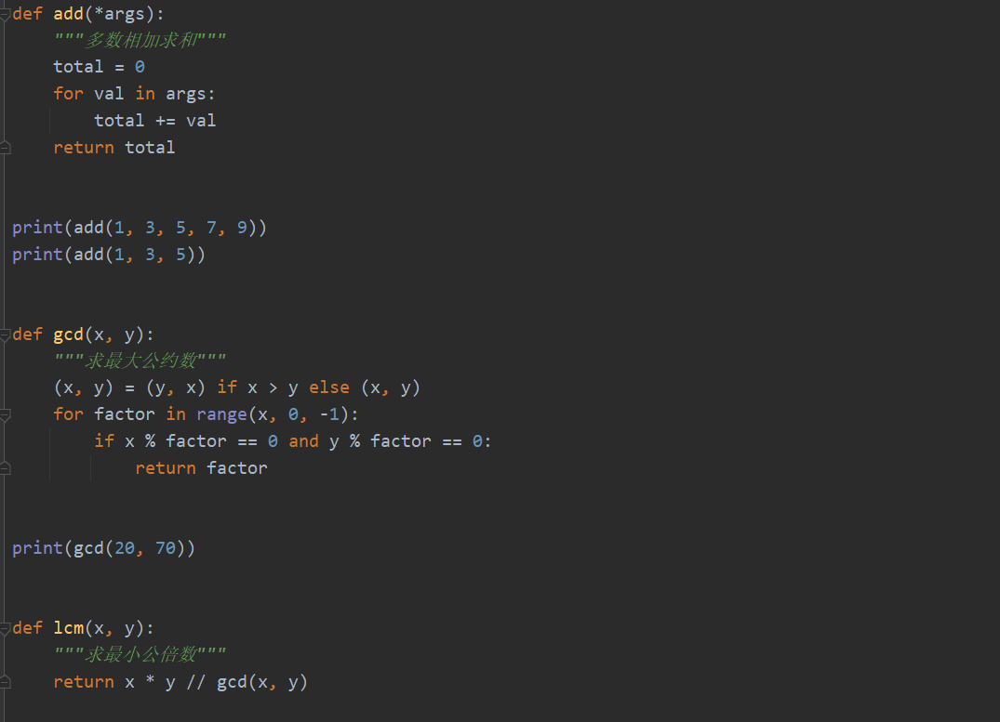 def add(*args):
    """多数相加求和"""
    total = 0
    for val in args:
        total += val
    return total
print(add(1, 3, 5, 7, 9))
print(add(1, 3, 5))
def gcd(x, y):
    """求最大公约数"""
    (x, y) = (y, x) if x > y else (x, y)
    for factor in range(x, 0, -1):
        if x % factor == 0 and y % factor == 0:
            return factor
print(gcd(20, 70))
def lcm(x, y):
    """求最小公倍数"""
    return x * y // gcd(x, y)